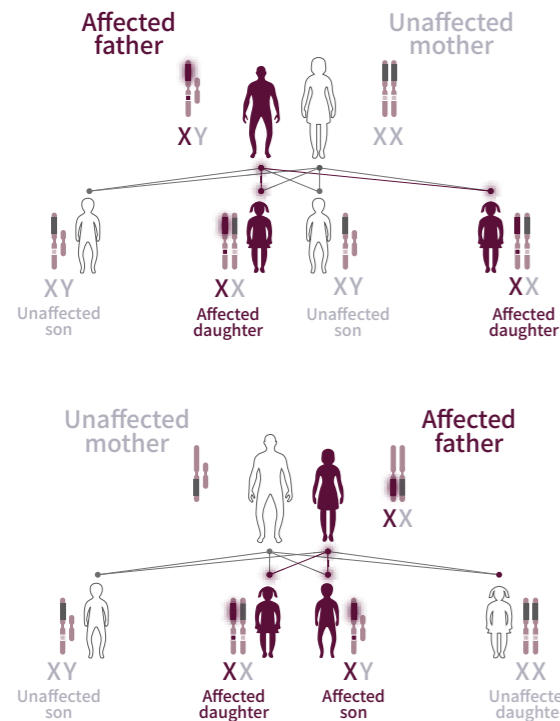 Affected
father
Unaffected
mother
XY
XX
XY
XX
XY
XX
Unaffected
son
Affected
daughter
Unaffected
son
Affected
daughter
Unaffected
mother
Affected
father
XX
XY
XX
XY
XX
Unaffected
son
Affected
daughter
Affected
son
Unaffecte
daughte